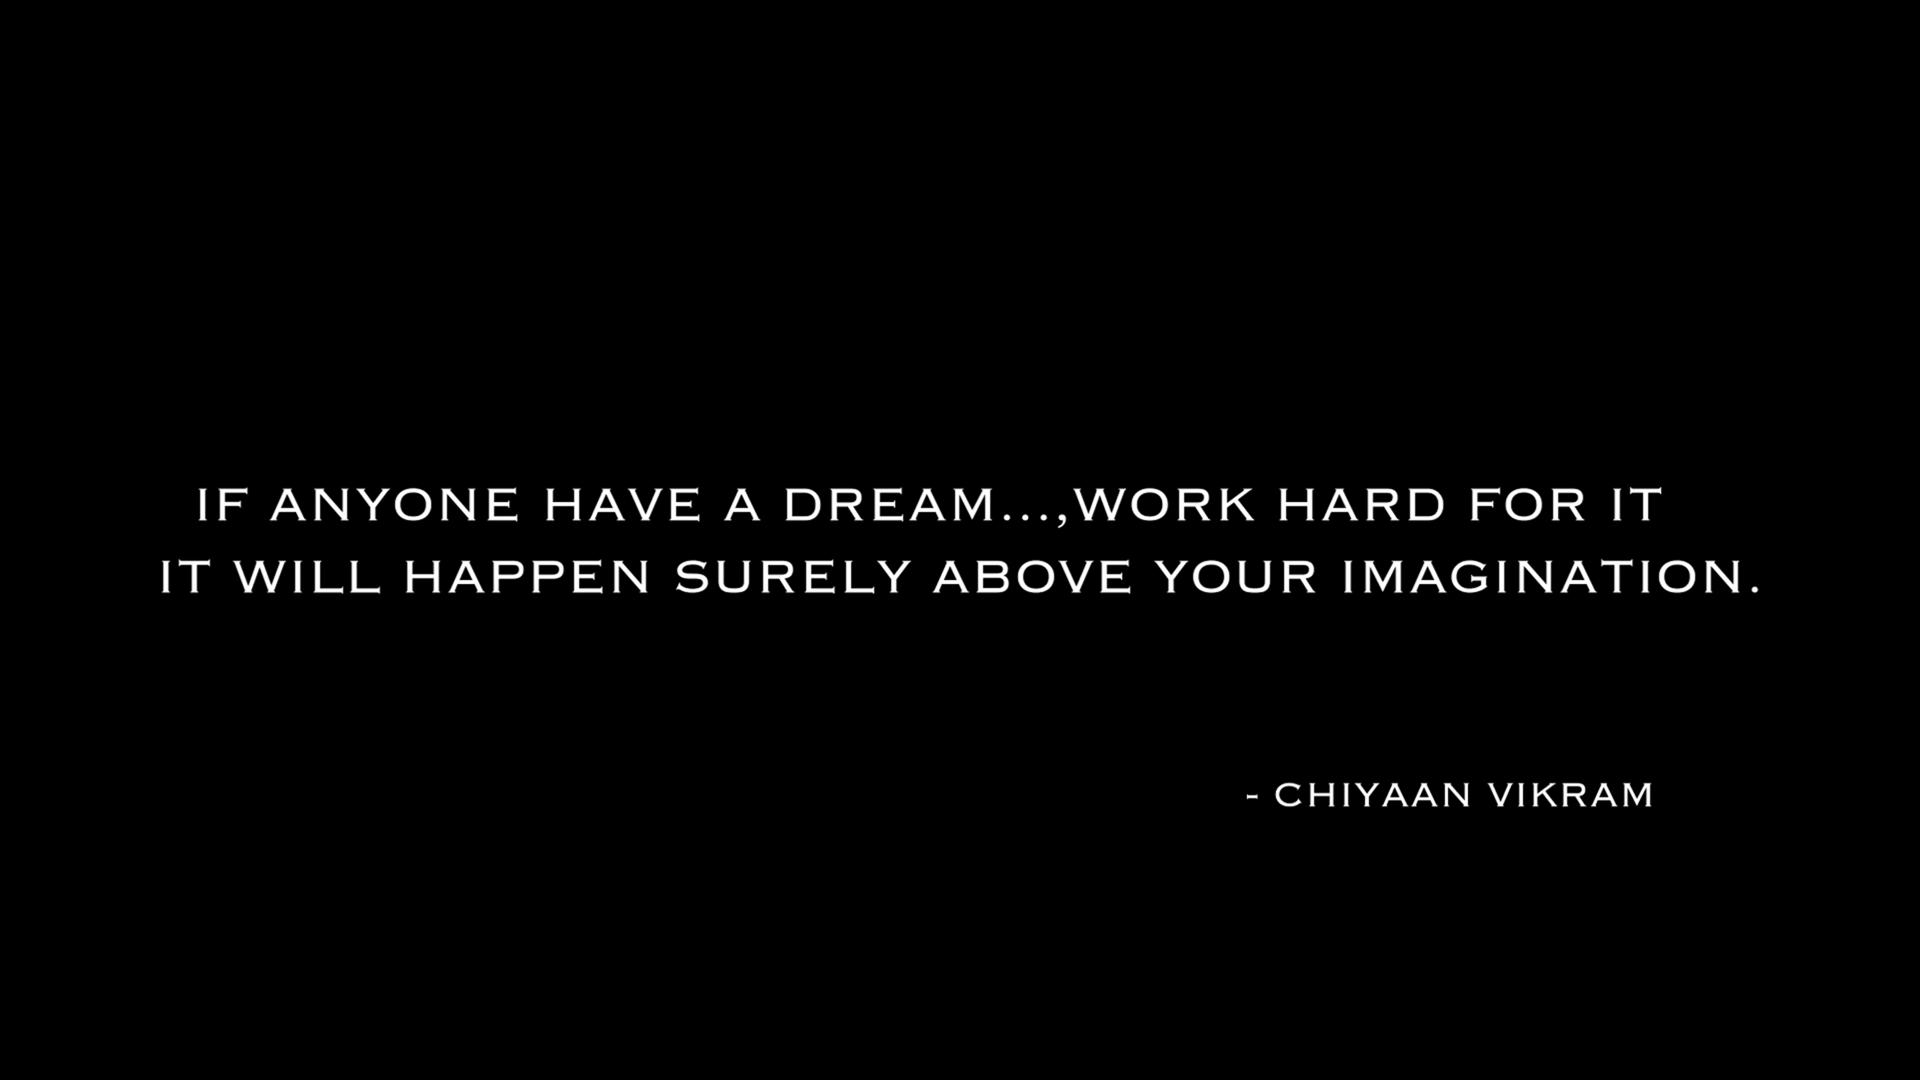 IF ANYONE HAVE A DREAM...,WORK HARD FOR IT
IT WILL HAPPEN SURELY ABOVE YOUR IMAGINATION.
- CHIYAAN VIKRAM